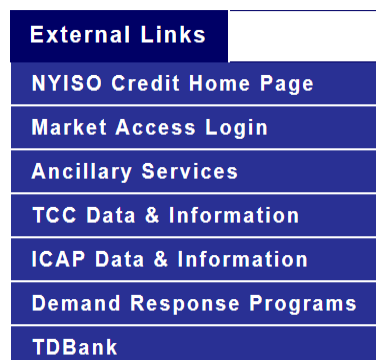 External Links
NYISO Credit Home Page
Market Access Login
Ancillary Services
TCC Data & Information
ICAP Data & Information
Demand Response Programs
TDBank